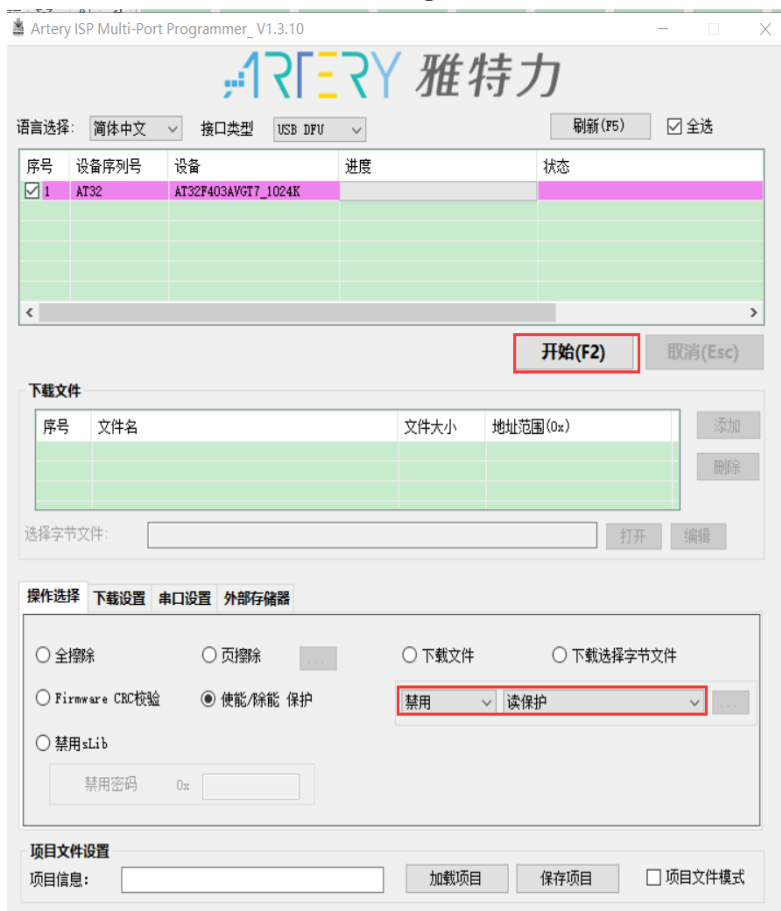 Artery ISP Multi-Port Programmer_ V1.3.10
ARTERY 雅特力
语言选择: 简体中文 接口类型 USB DFU 刷新(F5) 全选
序号 设备序列号 设备 进度 状态
1 AT32 AT32F403AVGT7_1024K
开始(F2) 取消(Esc)
下载文件
序号 文件名 文件大小 地址范围(0x) 添加
删除
选择字节文件: 打开 编辑
操作选择 下载设置 串口设置 外部存储器
全擦除 页擦除 ... 下载文件 下载选择字节文件
Firmware CRC校验 使能/除能 保护 禁用 读保护 ...
禁用sLib
禁用密码 0x
项目文件设置
项目信息: 加载项目 保存项目 项目文件模式